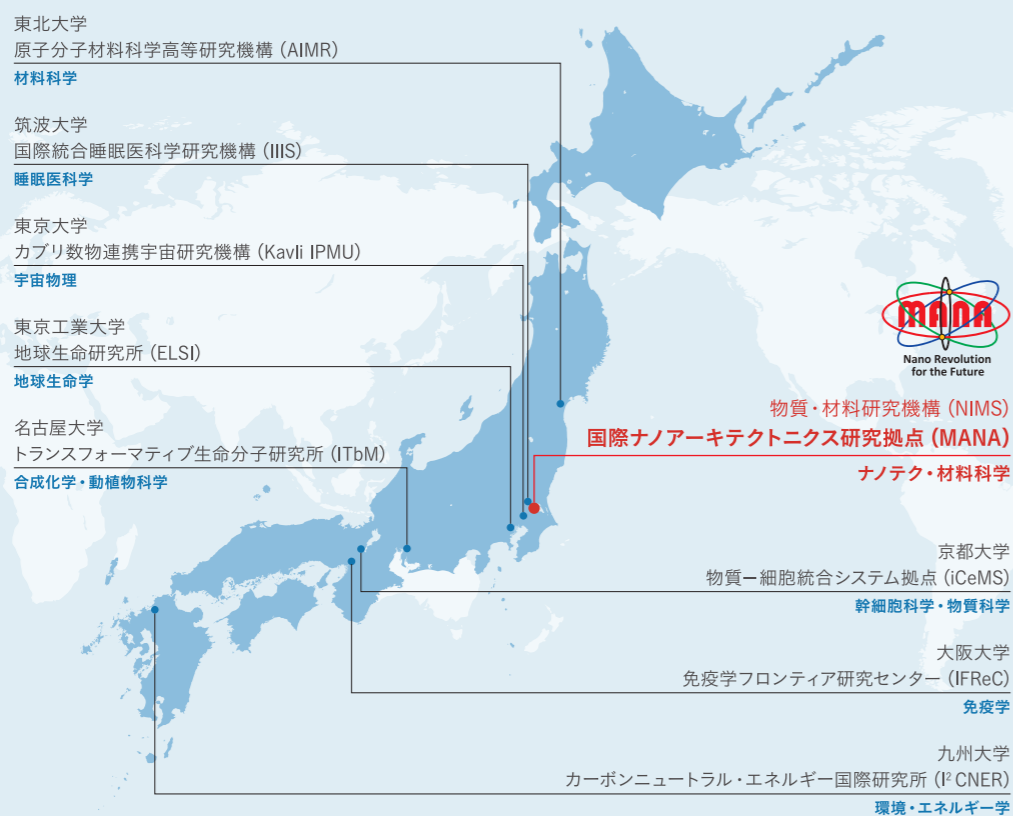 東北大学
原子分子材料科学高等研究機構 (AIMR)
材料科学
筑波大学
国際統合睡眠医科学研究機構 (IIIS)
睡眠医科学
東京大学
カブリ数物連携宇宙研究機構 (Kavli IPMU)
宇宙物理
東京工業大学
地球生命研究所 (ELSI)
地球生命学
名古屋大学
トランスフォーマティブ生命分子研究所 (ITbM)
合成化学・動植物科学
MANA
Nano Revolution
for the Future
物質・材料研究機構 (NIMS)
国際ナノアーキテクトニクス研究拠点 (MANA)
ナノテク・材料科学
京都大学
物質ー細胞統合システム拠点 (iCeMS)
幹細胞科学・物質科学
大阪大学
免疫学フロンティア研究センター (IFReC)
免疫学
九州大学
カーボンニュートラル・エネルギー国際研究所 (I² CNER)
環境・エネルギー学